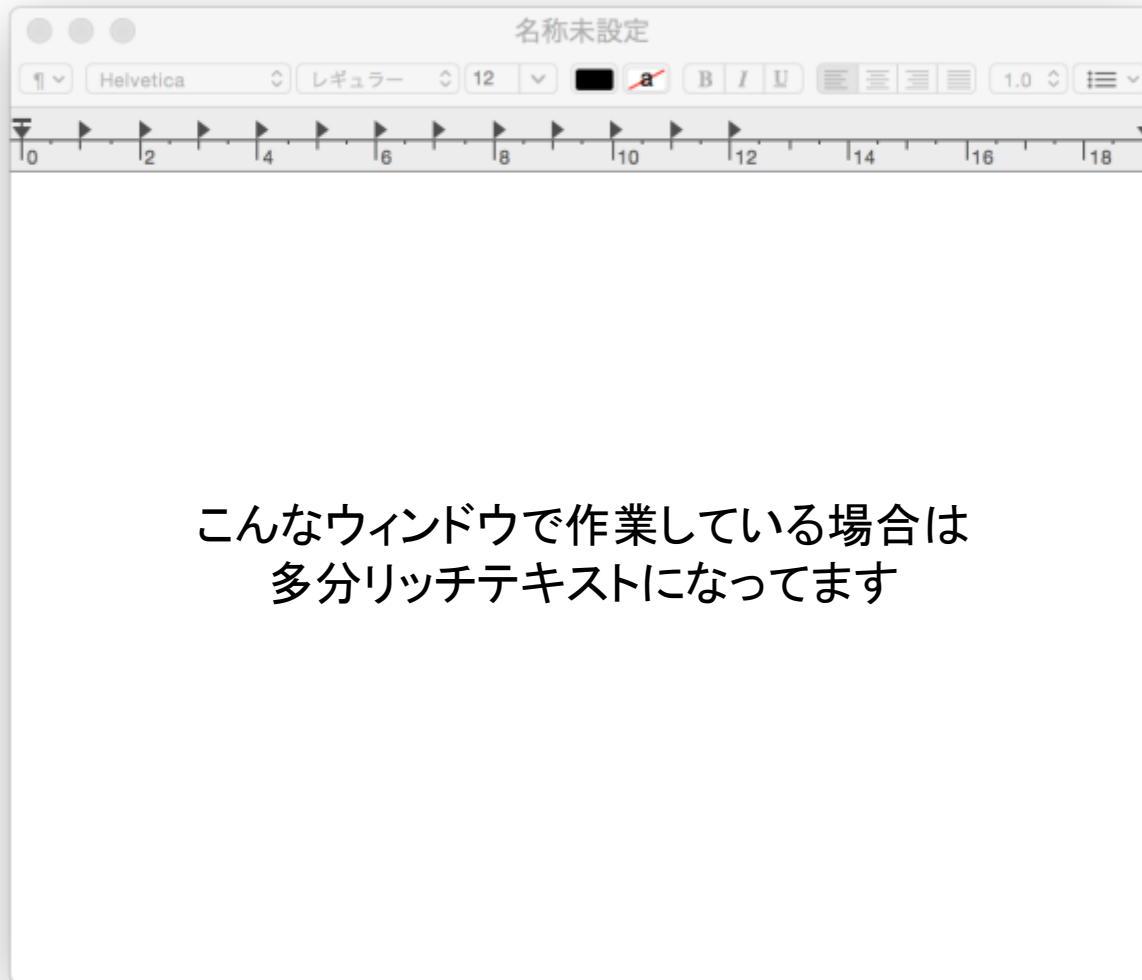 名称未設定
¶ Helvetica レギュラー 12 a B I U 1.0
0 2 4 6 8 10 12 14 16 18
こんなウィンドウで作業している場合は
多分リッチテキストになってます